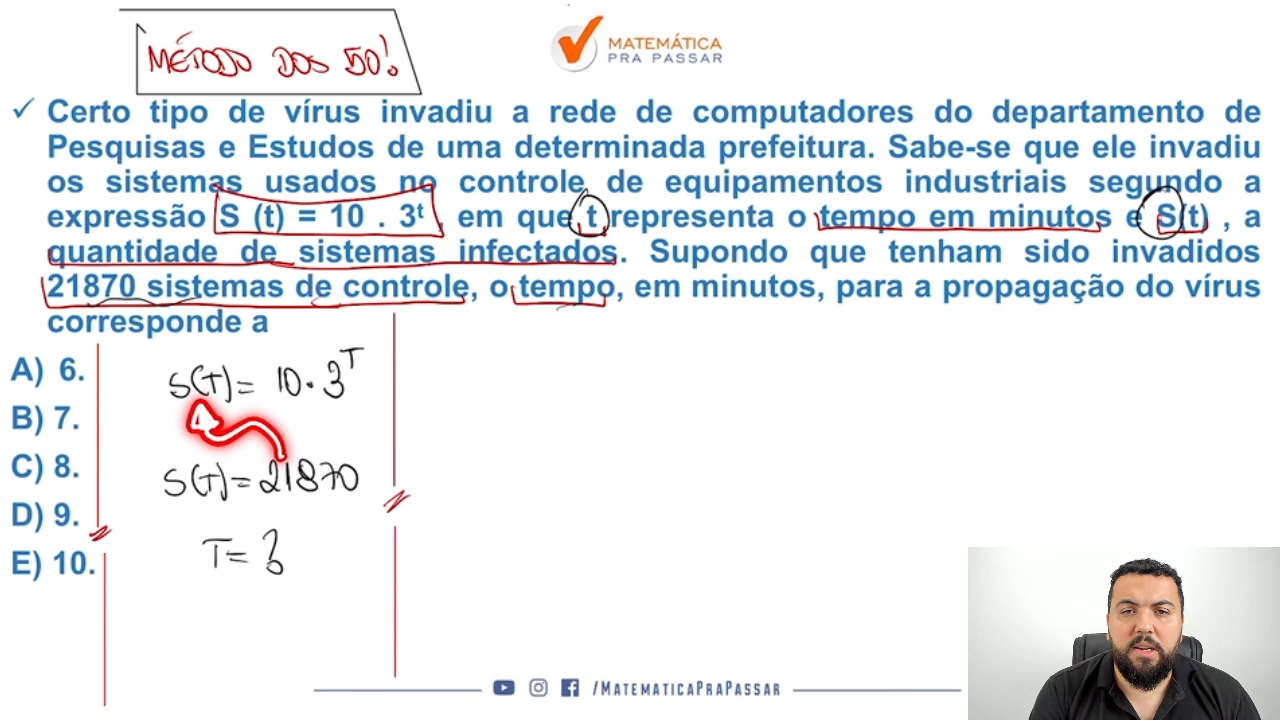 MÉTODO DOS 50!
MATEMÁTICA
PRA PASSAR
✓ Certo tipo de vírus invadiu a rede de computadores do departamento de
Pesquisas e Estudos de uma determinada prefeitura. Sabe-se que ele invadiu
os sistemas usados no controle de equipamentos industriais segundo a
expressão S (t) = 10 . 3ᵗ , em que t representa o tempo em minutos e S(t) , a
quantidade de sistemas infectados. Supondo que tenham sido invadidos
21870 sistemas de controle, o tempo, em minutos, para a propagação do vírus
corresponde a
A) 6.
B) 7.
C) 8.
D) 9.
E) 10.
S(T) = 10 · 3ᵀ
S(T) = 21870
T = ?
/MATEMATICAPRAPASSAR